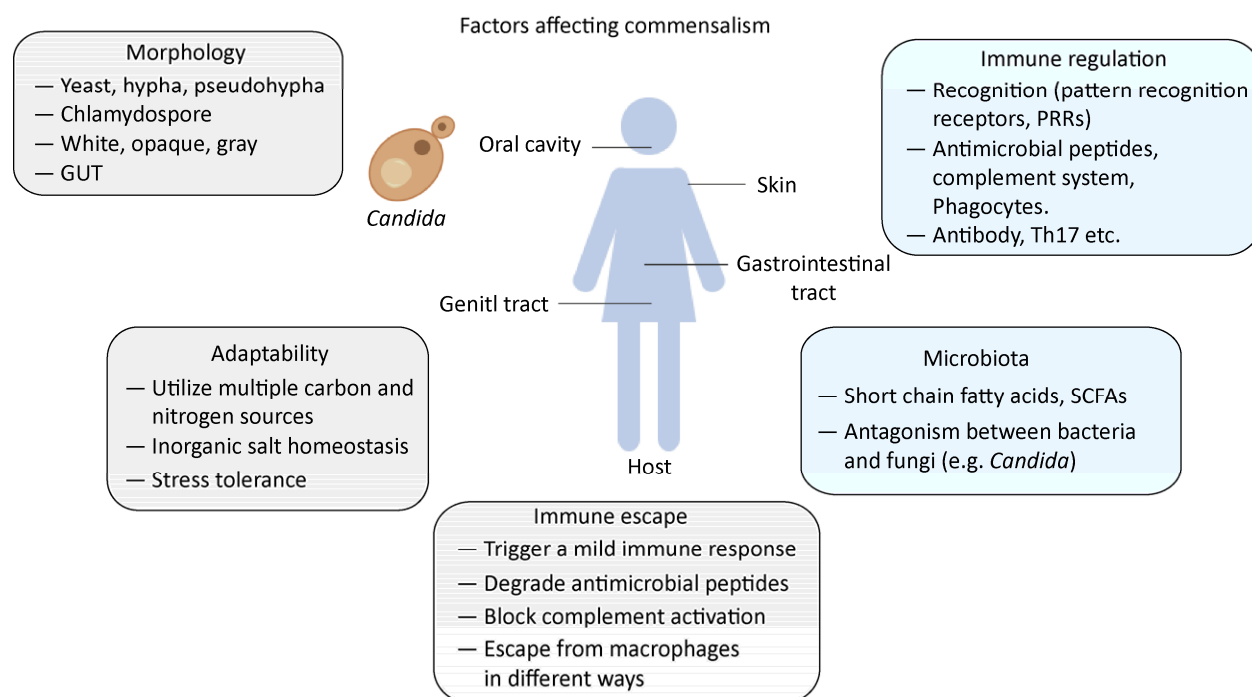 Factors affecting commensalism
Morphology
— Yeast, hypha, pseudohypha
— Chlamydospore
— White, opaque, gray
— GUT
Candida
Oral cavity
Skin
Gastrointestinal
tract
Genitl tract
Host
Immune regulation
— Recognition (pattern recognition
receptors, PRRs)
— Antimicrobial peptides,
complement system,
Phagocytes.
— Antibody, Th17 etc.
Adaptability
— Utilize multiple carbon and
nitrogen sources
— Inorganic salt homeostasis
— Stress tolerance
Microbiota
— Short chain fatty acids, SCFAs
— Antagonism between bacteria
and fungi (e.g. Candida)
Immune escape
— Trigger a mild immune response
— Degrade antimicrobial peptides
— Block complement activation
— Escape from macrophages
in different ways